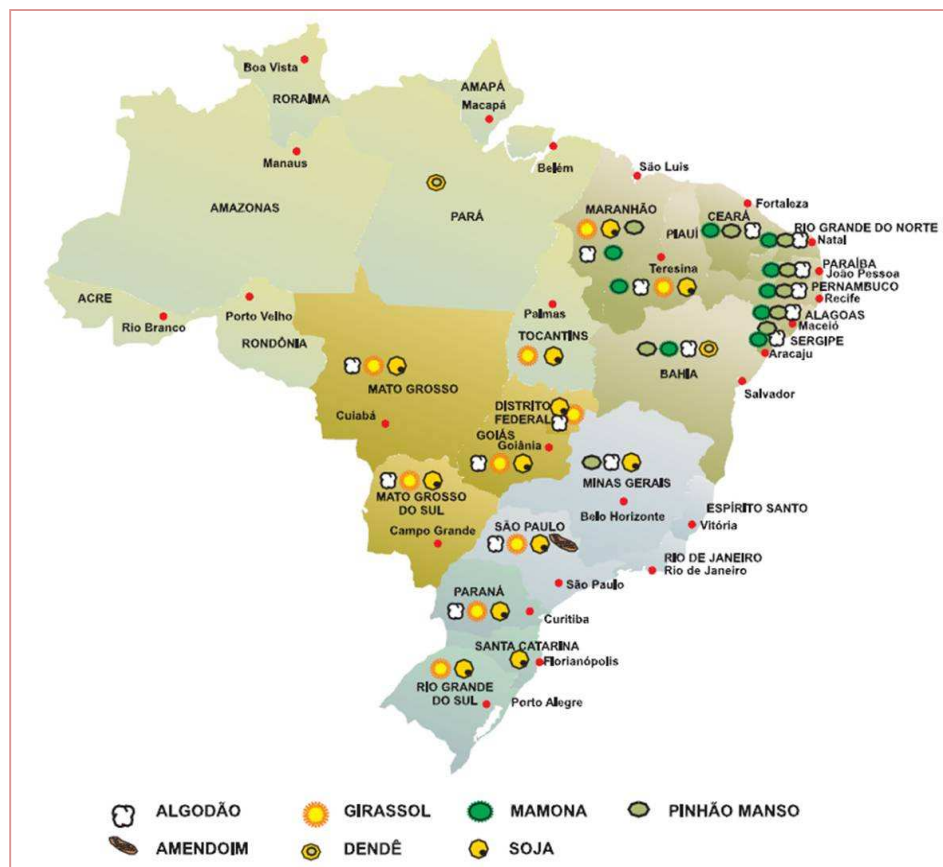 Boa Vista
RORAIMA
AMAPÁ
Macapá
Manaus
Belém
São Luis
AMAZONAS
PARÁ
MARANHÃO
PIAUÍ
Teresina
CEARÁ
Fortaleza
RIO GRANDE DO NORTE
Natal
PARAÍBA
João Pessoa
PERNAMBUCO
Recife
ALAGOAS
Maceió
SERGIPE
Aracaju
ACRE
Rio Branco
Porto Velho
RONDÔNIA
Palmas
TOCANTINS
BAHIA
Salvador
MATO GROSSO
Cuiabá
DISTRITO
FEDERAL
GOIÁS
Goiânia
MINAS GERAIS
Belo Horizonte
ESPÍRITO SANTO
Vitória
MATO GROSSO
DO SUL
Campo Grande
SÃO PAULO
São Paulo
RIO DE JANEIRO
Rio de Janeiro
PARANÁ
Curitiba
SANTA CATARINA
Florianópolis
RIO GRANDE
DO SUL
Porto Alegre
ALGODÃO
GIRASSOL
MAMONA
PINHÃO MANSO
AMENDOIM
DENDÊ
SOJA